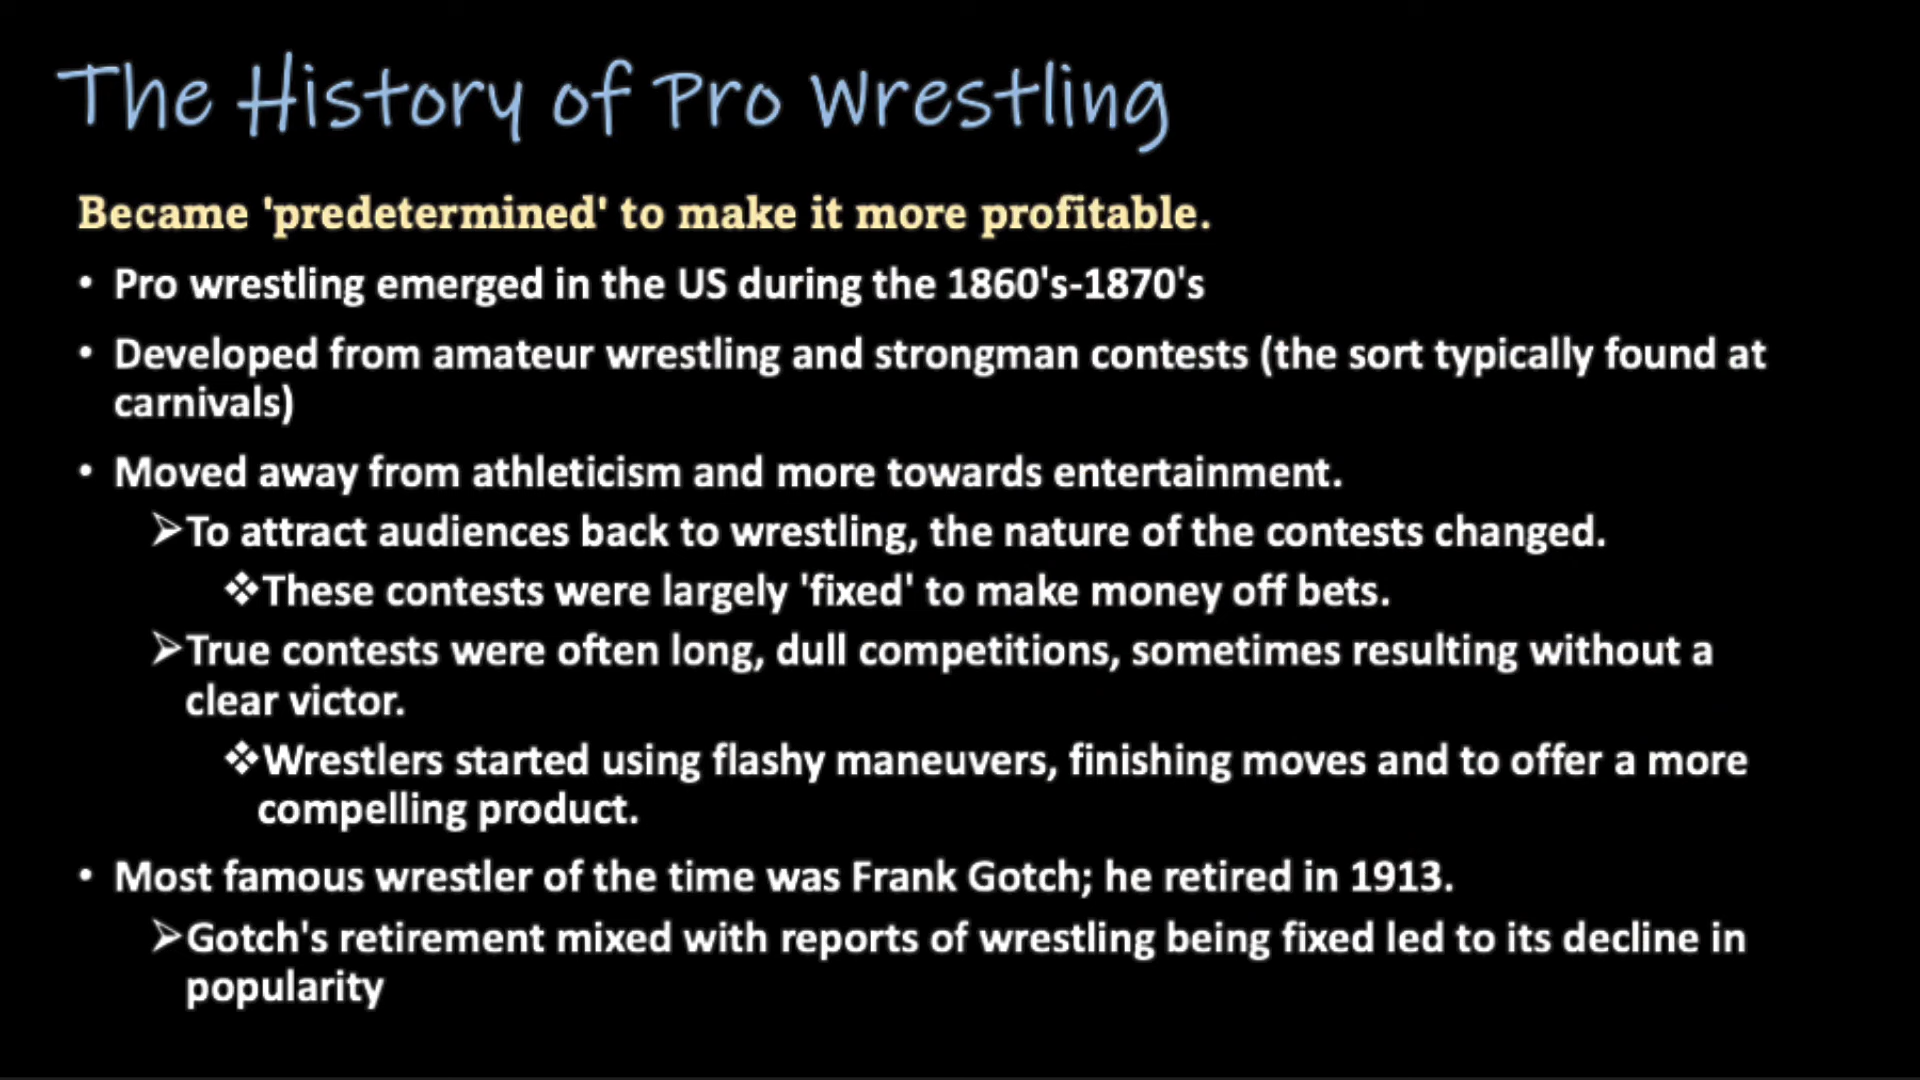 The History of Pro Wrestling
Became 'predetermined' to make it more profitable.
• Pro wrestling emerged in the US during the 1860's-1870's
• Developed from amateur wrestling and strongman contests (the sort typically found at
carnivals)
• Moved away from athleticism and more towards entertainment.
➢To attract audiences back to wrestling, the nature of the contests changed.
❖These contests were largely 'fixed' to make money off bets.
➢True contests were often long, dull competitions, sometimes resulting without a
clear victor.
❖Wrestlers started using flashy maneuvers, finishing moves and to offer a more
compelling product.
• Most famous wrestler of the time was Frank Gotch; he retired in 1913.
➢Gotch's retirement mixed with reports of wrestling being fixed led to its decline in
popularity